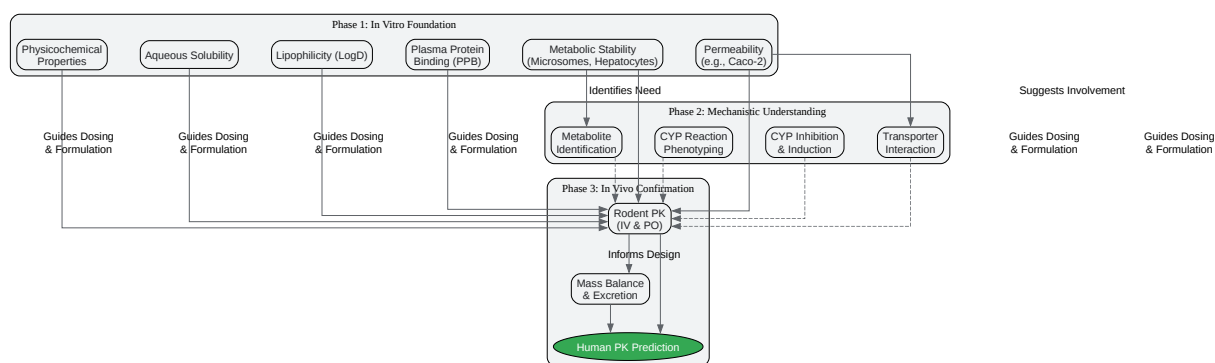 Phase 1: In Vitro Foundation
Physicochemical
Properties
Aqueous Solubility
Lipophilicity (LogD)
Plasma Protein
Binding (PPB)
Metabolic Stability
(Microsomes, Hepatocytes)
Permeability
(e.g., Caco-2)
Identifies Need
Suggests Involvement
Phase 2: Mechanistic Understanding
Guides Dosing
& Formulation
Guides Dosing
& Formulation
Guides Dosing
& Formulation
Guides Dosing
& Formulation
Metabolite
Identification
CYP Reaction
Phenotyping
CYP Inhibition
& Induction
Transporter
Interaction
Guides Dosing
& Formulation
Guides Dosing
& Formulation
Phase 3: In Vivo Confirmation
Rodent PK
(IV & PO)
Informs Design
Mass Balance
& Excretion
Human PK Prediction